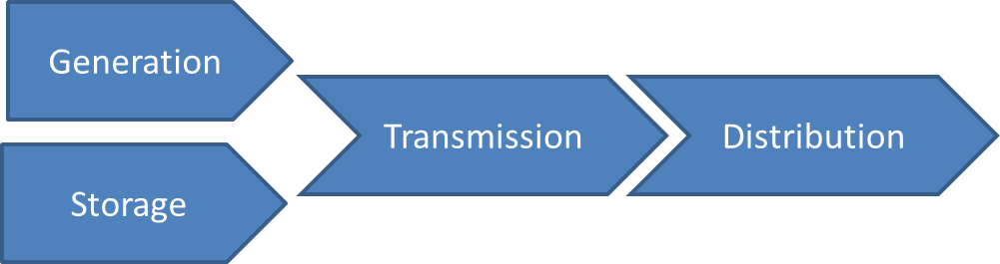 Generation
Storage
Transmission
Distribution